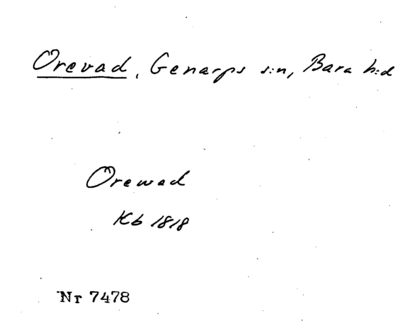 Orevad, Genarps s:n, Bara h:d
Orewad
Kb 1818
Nr 7478